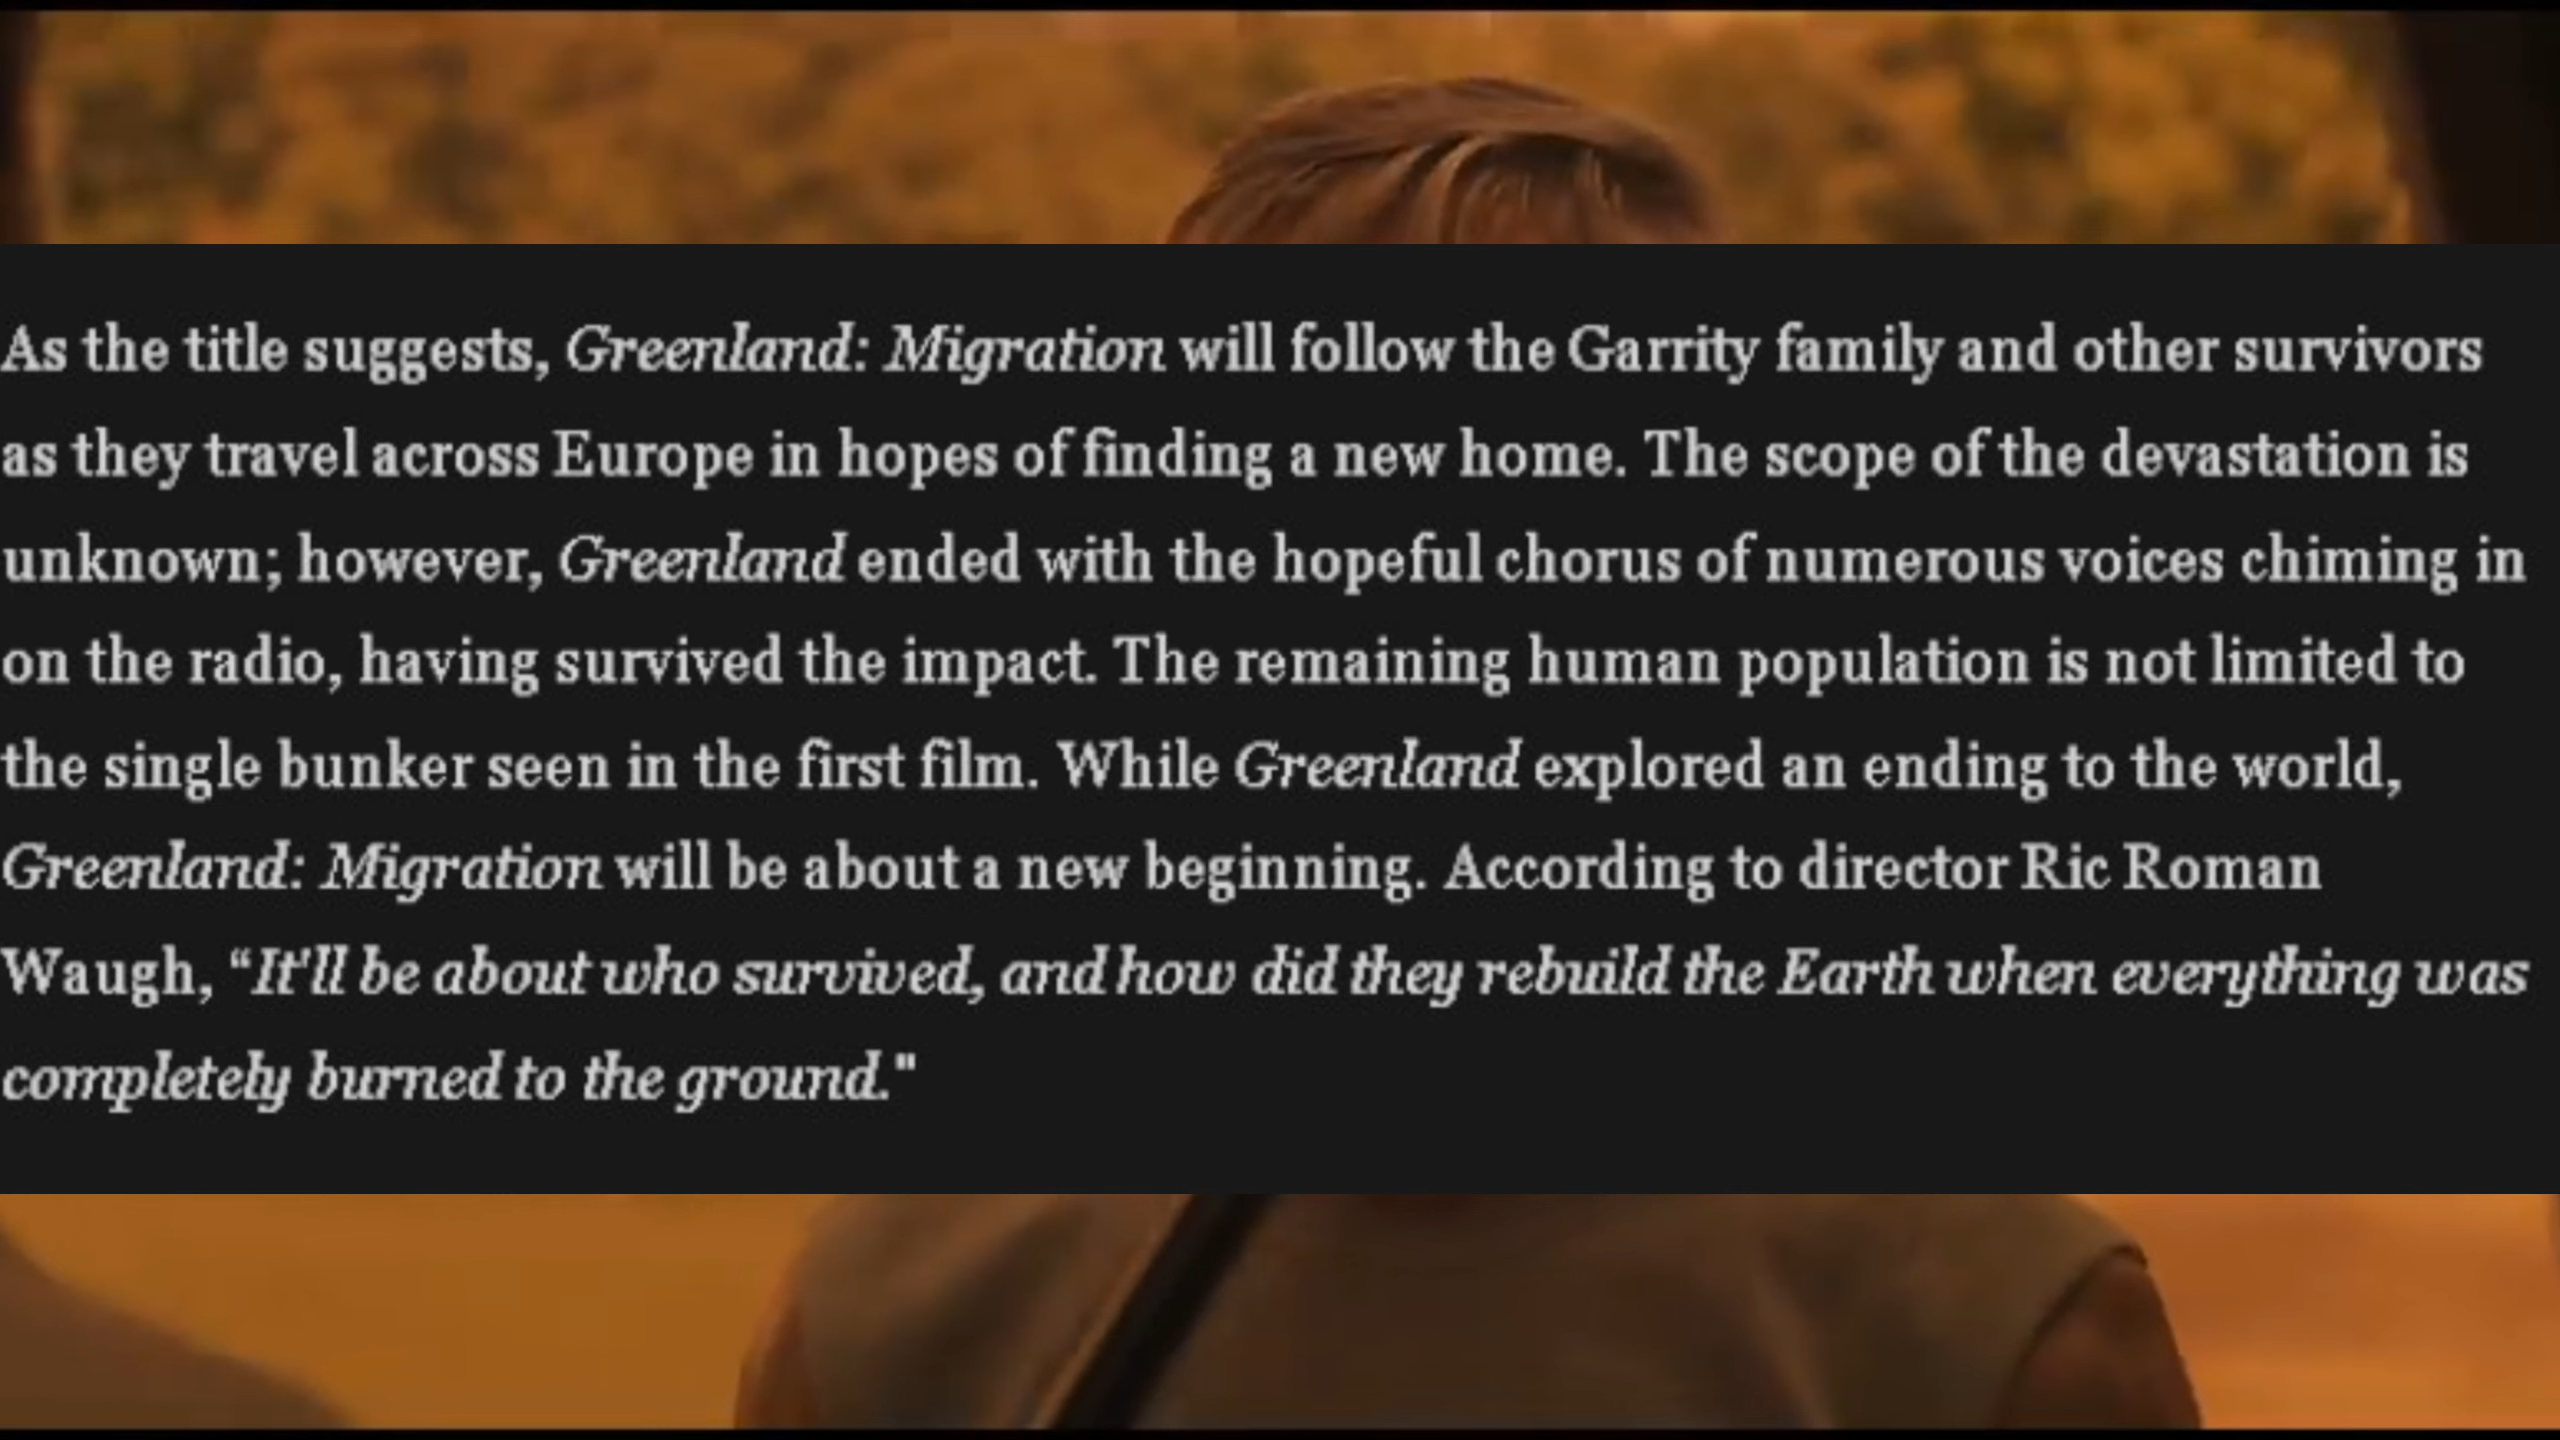 As the title suggests, Greenland: Migration will follow the Garrity family and other survivors
as they travel across Europe in hopes of finding a new home. The scope of the devastation is
unknown; however, Greenland ended with the hopeful chorus of numerous voices chiming in
on the radio, having survived the impact. The remaining human population is not limited to
the single bunker seen in the first film. While Greenland explored an ending to the world,
Greenland: Migration will be about a new beginning. According to director Ric Roman
Waugh, “It'll be about who survived, and how did they rebuild the Earth when everything was
completely burned to the ground."